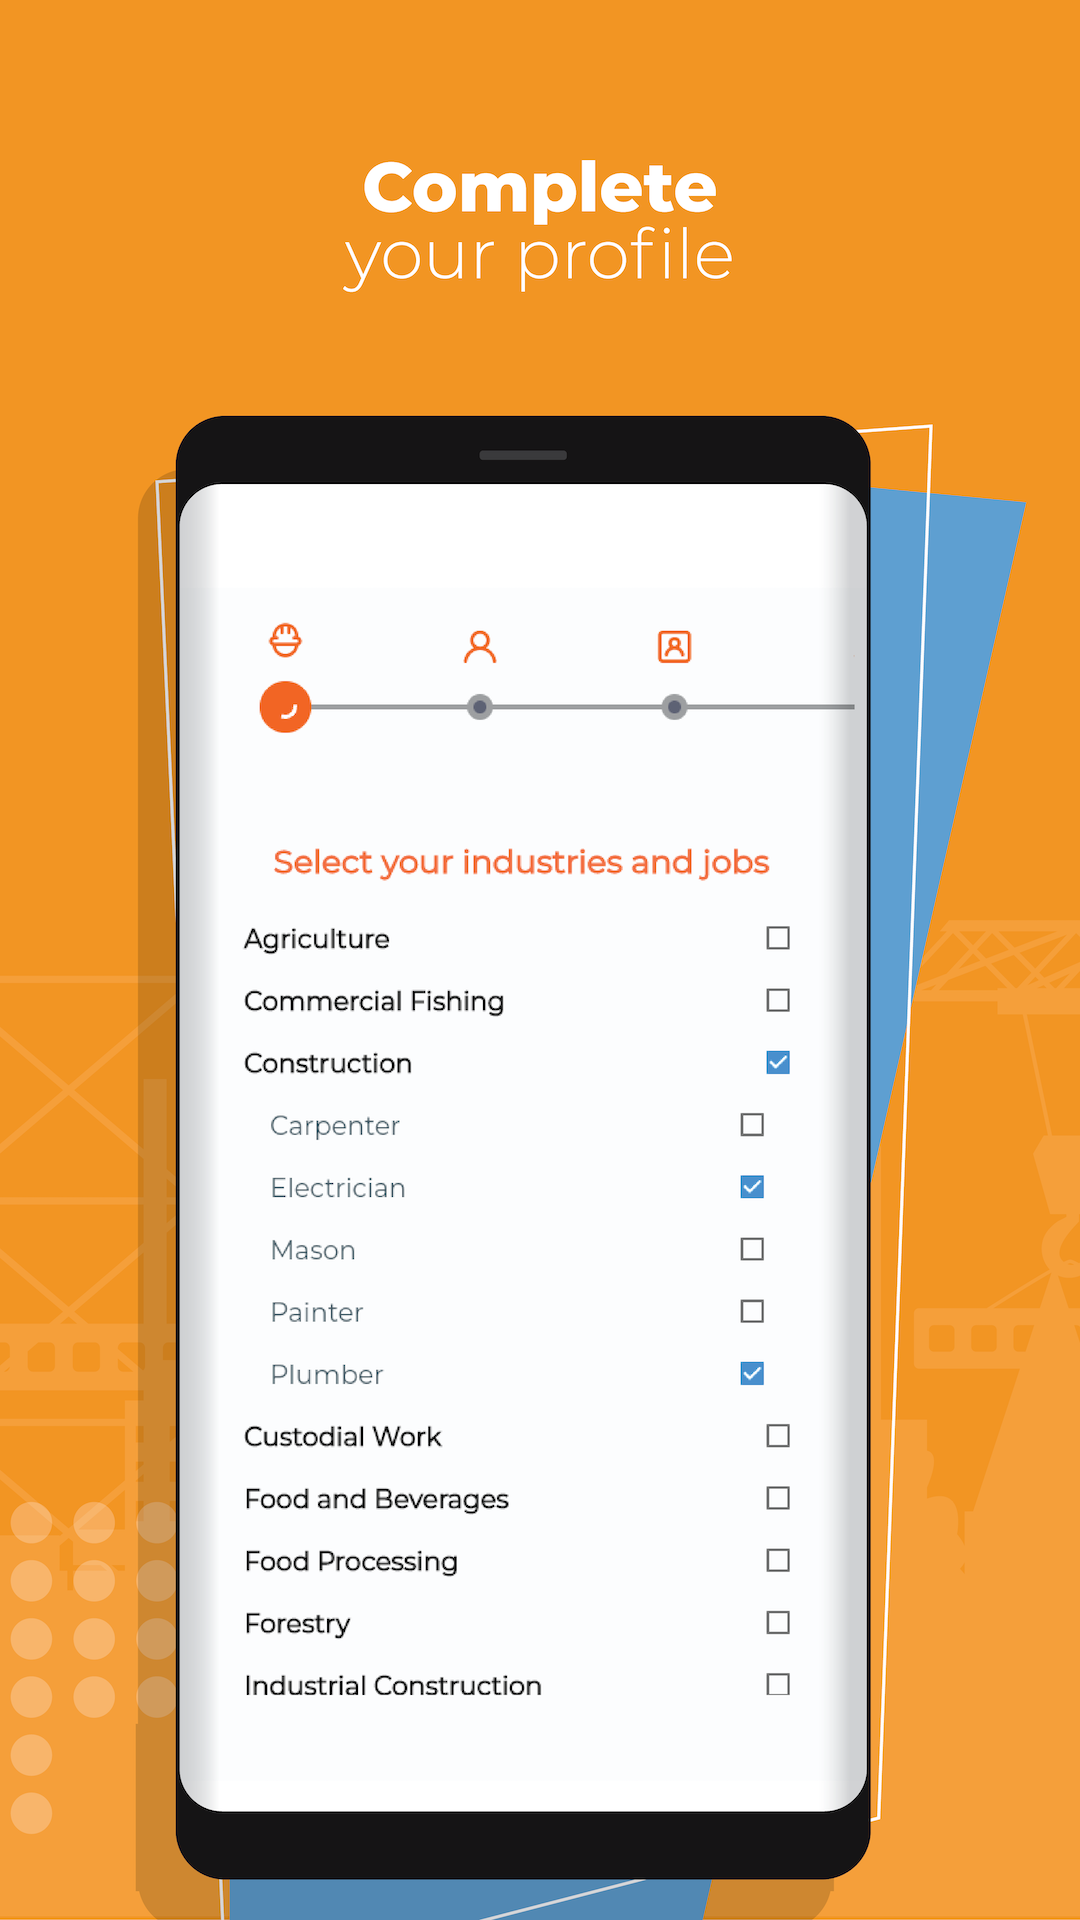 Complete
your profile
Select your industries and jobs
Agriculture
Commercial Fishing
Construction
Carpenter
Electrician
Mason
Painter
Plumber
Custodial Work
Food and Beverages
Food Processing
Forestry
Industrial Construction